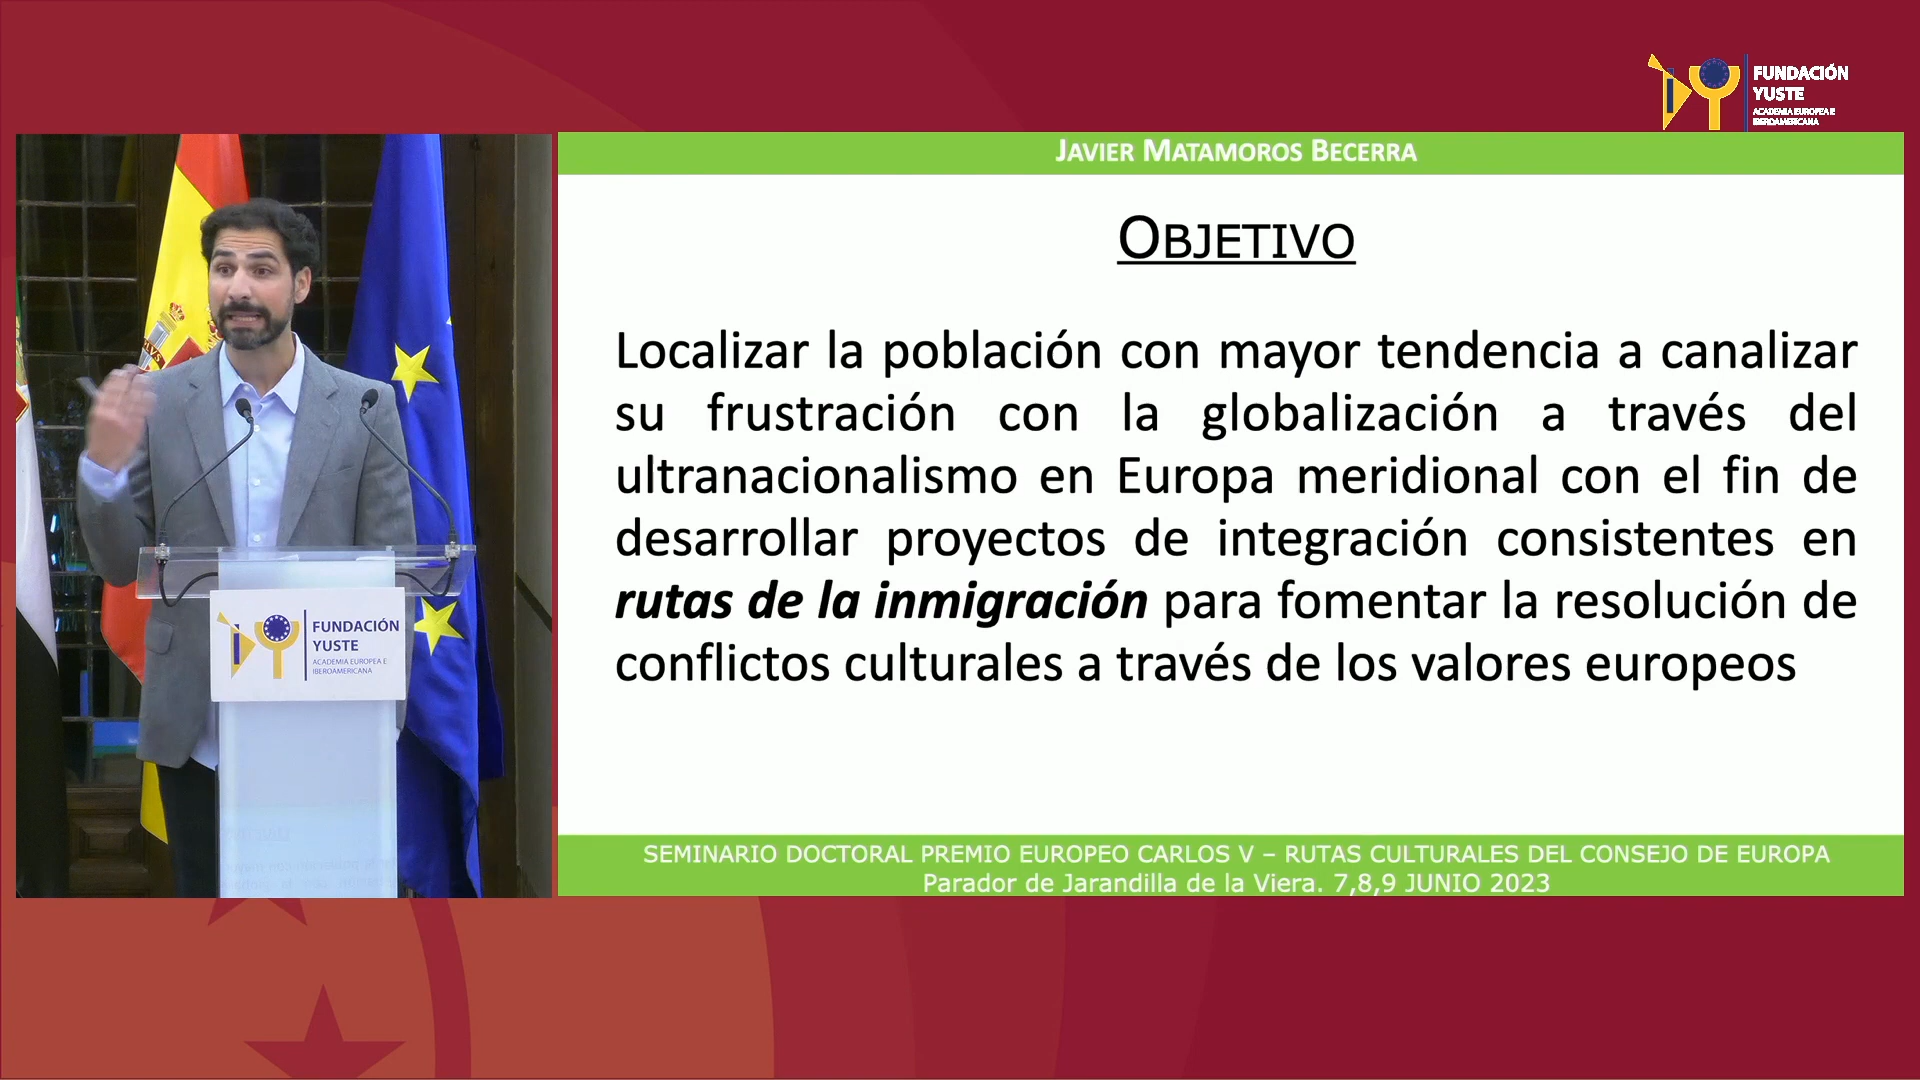 FUNDACIÓN
YUSTE
ACADEMIA EUROPEA E
IBEROAMERICANA
JAVIER MATAMOROS BECERRA
OBJETIVO
Localizar la población con mayor tendencia a canalizar
su frustración con la globalización a través del
ultranacionalismo en Europa meridional con el fin de
desarrollar proyectos de integración consistentes en
rutas de la inmigración para fomentar la resolución de
conflictos culturales a través de los valores europeos
SEMINARIO DOCTORAL PREMIO EUROPEO CARLOS V – RUTAS CULTURALES DEL CONSEJO DE EUROPA
Parador de Jarandilla de la Viera. 7,8,9 JUNIO 2023
FUNDACIÓN
YUSTE
ACADEMIA EUROPEA E
IBEROAMERICANA